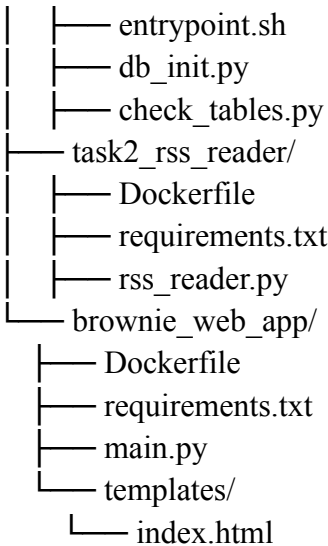 │   ├── entrypoint.sh
│   ├── db_init.py
│   ├── check_tables.py
├── task2_rss_reader/
│   ├── Dockerfile
│   ├── requirements.txt
│   ├── rss_reader.py
└── brownie_web_app/
    ├── Dockerfile
    ├── requirements.txt
    ├── main.py
    └── templates/
        └── index.html